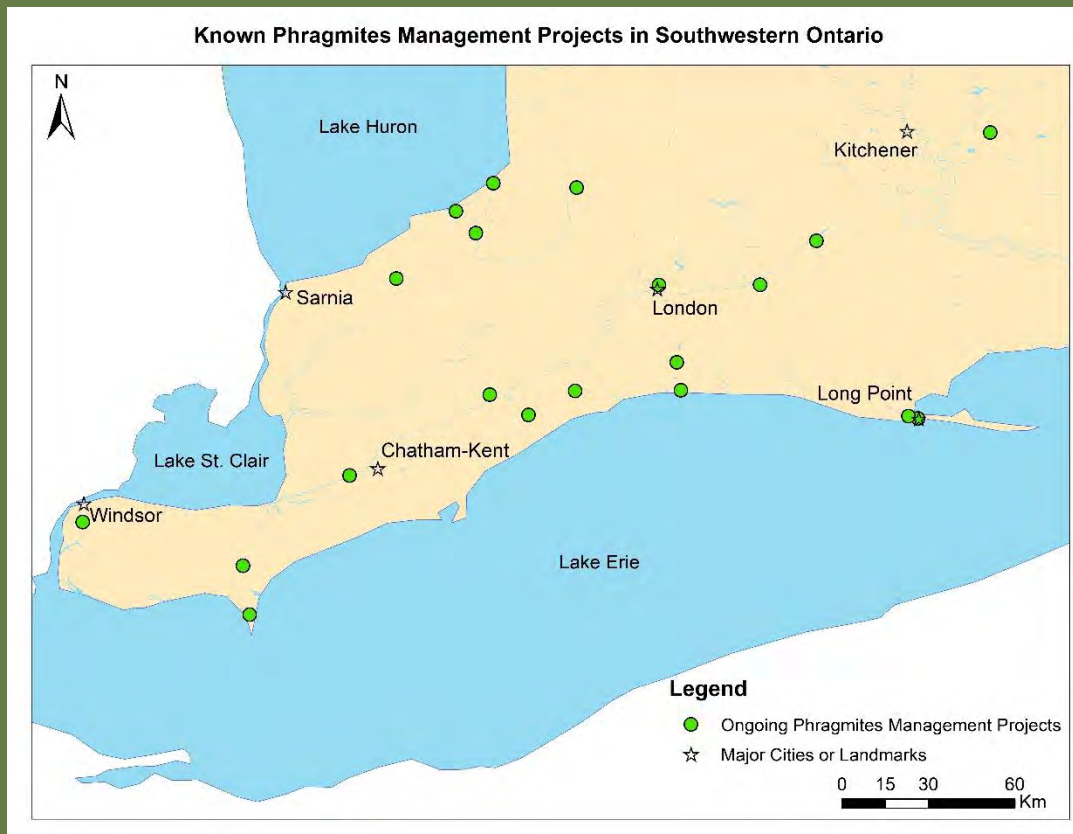 Known Phragmites Management Projects in Southwestern Ontario
N
Lake Huron
Kitchener
Sarnia
London
Long Point
Chatham-Kent
Lake St. Clair
Windsor
Lake Erie
Legend
Ongoing Phragmites Management Projects
Major Cities or Landmarks
0 15 30 60
Km